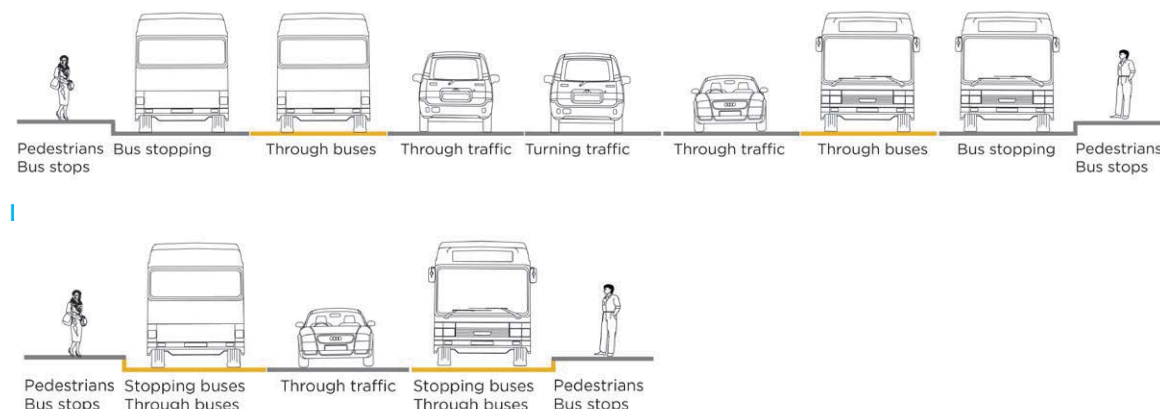 Pedestrians Bus stopping Through buses Through traffic Turning traffic Through traffic Through buses Bus stopping Pedestrians
Bus stops Bus stops
Pedestrians Stopping buses Through traffic Stopping buses Pedestrians
Bus stops Through buses Through buses Bus stops